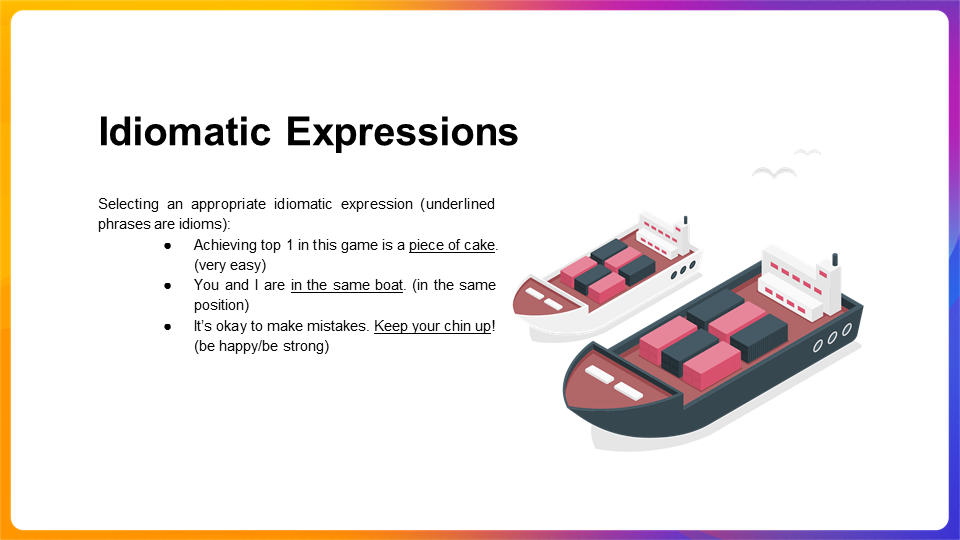 Idiomatic Expressions
Selecting an appropriate idiomatic expression (underlined
phrases are idioms):
● Achieving top 1 in this game is a piece of cake.
(very easy)
● You and I are in the same boat. (in the same
position)
● It’s okay to make mistakes. Keep your chin up!
(be happy/be strong)